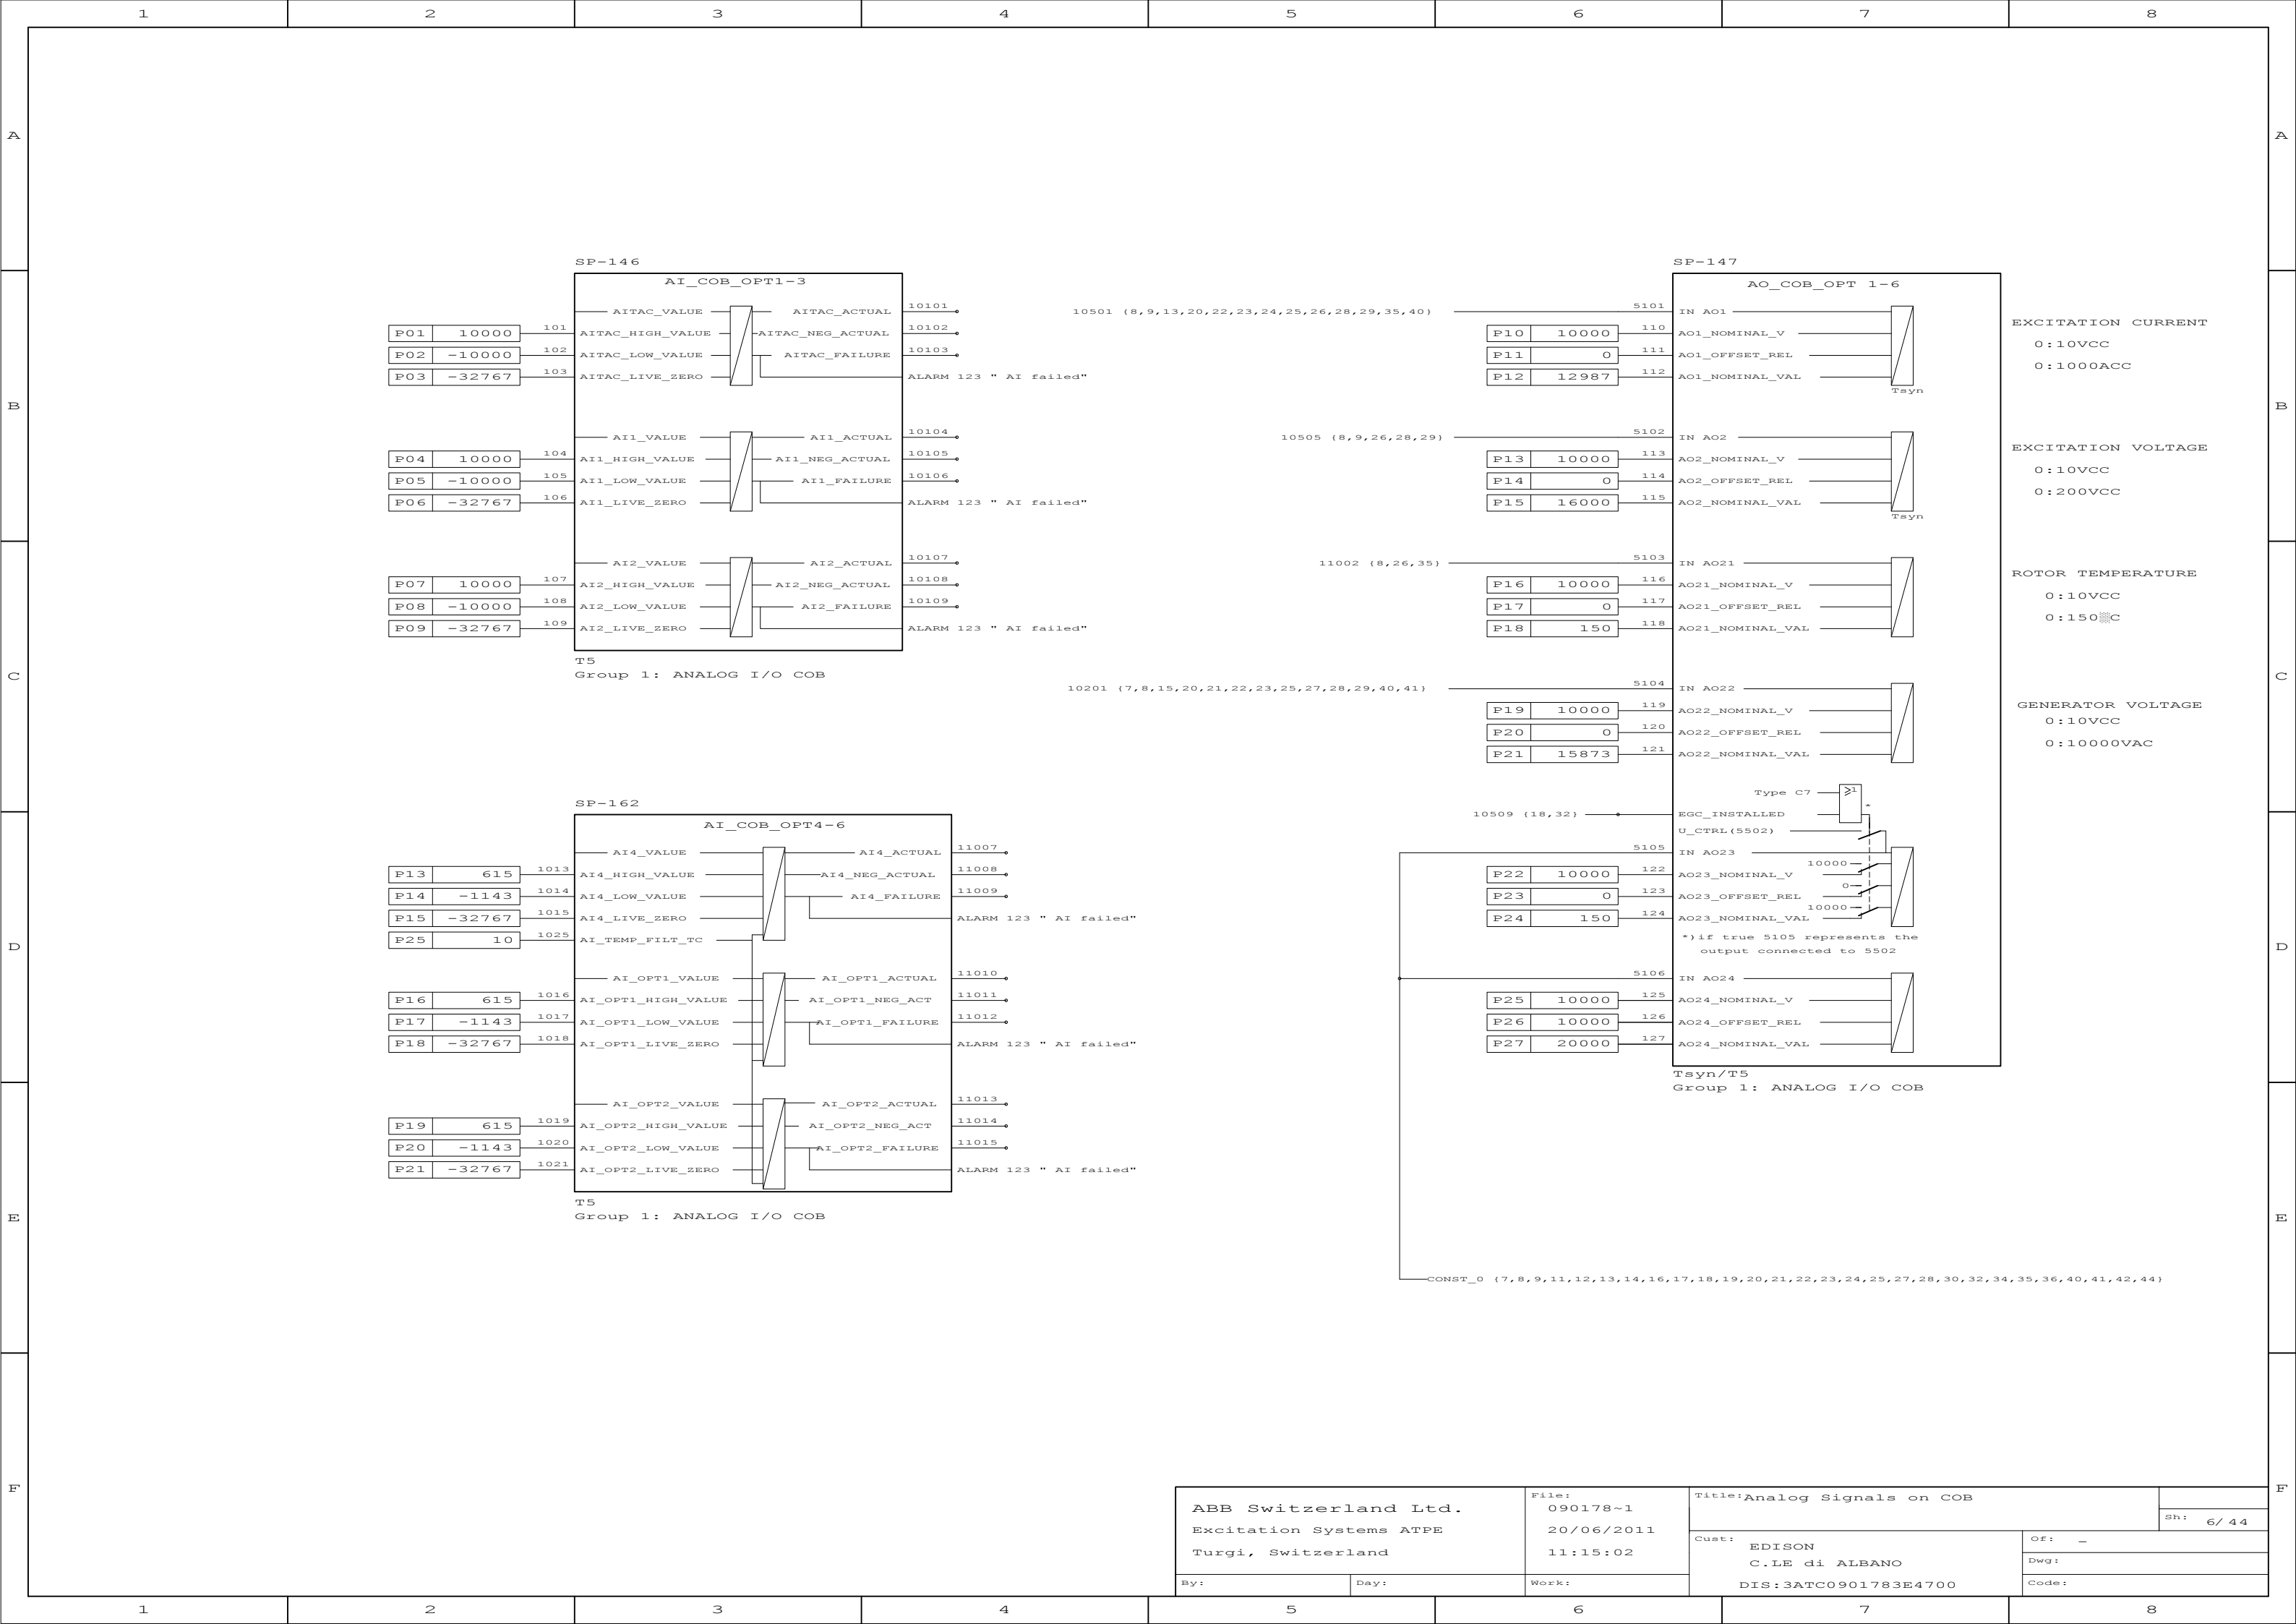 1 2 3 4 5 6 7 8
A A
B B
C C
D D
E E
F F
SP-146
AI_COB_OPT1-3
AITAC_VALUE AITAC_ACTUAL 10101
P01 10000 101 AITAC_HIGH_VALUE AITAC_NEG_ACTUAL 10102
P02 -10000 102 AITAC_LOW_VALUE AITAC_FAILURE 10103
P03 -32767 103 AITAC_LIVE_ZERO ALARM 123 " AI failed"
AI1_VALUE AI1_ACTUAL 10104
P04 10000 104 AI1_HIGH_VALUE AI1_NEG_ACTUAL 10105
P05 -10000 105 AI1_LOW_VALUE AI1_FAILURE 10106
P06 -32767 106 AI1_LIVE_ZERO ALARM 123 " AI failed"
AI2_VALUE AI2_ACTUAL 10107
P07 10000 107 AI2_HIGH_VALUE AI2_NEG_ACTUAL 10108
P08 -10000 108 AI2_LOW_VALUE AI2_FAILURE 10109
P09 -32767 109 AI2_LIVE_ZERO ALARM 123 " AI failed"
T5
Group 1: ANALOG I/O COB
SP-162
AI_COB_OPT4-6
AI4_VALUE AI4_ACTUAL 11007
P13 615 1013 AI4_HIGH_VALUE AI4_NEG_ACTUAL 11008
P14 -1143 1014 AI4_LOW_VALUE AI4_FAILURE 11009
P15 -32767 1015 AI4_LIVE_ZERO ALARM 123 " AI failed"
P25 10 1025 AI_TEMP_FILT_TC
AI_OPT1_VALUE AI_OPT1_ACTUAL 11010
P16 615 1016 AI_OPT1_HIGH_VALUE AI_OPT1_NEG_ACT 11011
P17 -1143 1017 AI_OPT1_LOW_VALUE AI_OPT1_FAILURE 11012
P18 -32767 1018 AI_OPT1_LIVE_ZERO ALARM 123 " AI failed"
AI_OPT2_VALUE AI_OPT2_ACTUAL 11013
P19 615 1019 AI_OPT2_HIGH_VALUE AI_OPT2_NEG_ACT 11014
P20 -1143 1020 AI_OPT2_LOW_VALUE AI_OPT2_FAILURE 11015
P21 -32767 1021 AI_OPT2_LIVE_ZERO ALARM 123 " AI failed"
T5
Group 1: ANALOG I/O COB
SP-147
AO_COB_OPT 1-6
10501 (8,9,13,20,22,23,24,25,26,28,29,35,40) 5101 IN AO1
P10 10000 110 AO1_NOMINAL_V
P11 0 111 AO1_OFFSET_REL
P12 12987 112 AO1_NOMINAL_VAL
Tsyn
EXCITATION CURRENT
0:10VCC
0:1000ACC
10505 (8,9,26,28,29) 5102 IN AO2
P13 10000 113 AO2_NOMINAL_V
P14 0 114 AO2_OFFSET_REL
P15 16000 115 AO2_NOMINAL_VAL
Tsyn
EXCITATION VOLTAGE
0:10VCC
0:200VCC
11002 (8,26,35) 5103 IN AO21
P16 10000 116 AO21_NOMINAL_V
P17 0 117 AO21_OFFSET_REL
P18 150 118 AO21_NOMINAL_VAL
ROTOR TEMPERATURE
0:10VCC
0:150▒C
10201 (7,8,15,20,21,22,23,25,27,28,29,40,41) 5104 IN AO22
P19 10000 119 AO22_NOMINAL_V
P20 0 120 AO22_OFFSET_REL
P21 15873 121 AO22_NOMINAL_VAL
GENERATOR VOLTAGE
0:10VCC
0:10000VAC
Type C7 ≥1
*
10509 (18,32) EGC_INSTALLED
U_CTRL(5502)
5105 IN AO23
10000
P22 10000 122 AO23_NOMINAL_V
0
P23 0 123 AO23_OFFSET_REL
10000
P24 150 124 AO23_NOMINAL_VAL
*)if true 5105 represents the
output connected to 5502
5106 IN AO24
P25 10000 125 AO24_NOMINAL_V
P26 10000 126 AO24_OFFSET_REL
P27 20000 127 AO24_NOMINAL_VAL
Tsyn/T5
Group 1: ANALOG I/O COB
CONST_0 (7,8,9,11,12,13,14,16,17,18,19,20,21,22,23,24,25,27,28,30,32,34,35,36,40,41,42,44)
ABB Switzerland Ltd.
Excitation Systems ATPE
Turgi, Switzerland
By: Day:
File:
090178~1
20/06/2011
11:15:02
Work:
Title:Analog Signals on COB
Sh: 6/ 44
Cust:
EDISON
C.LE di ALBANO
DIS:3ATC0901783E4700
Of: _
Dwg:
Code:
1 2 3 4 5 6 7 8